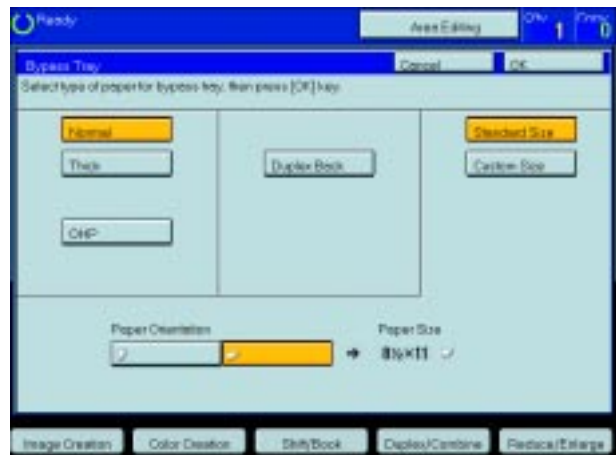 Ready
Area Editing
Qty. 1
Copy 0
Bypass Tray
Cancel
OK
Select type of paper for bypass tray, then press [OK] key.
Normal
Standard Size
Thick
Duplex Back
Custom Size
OHP
Paper Orientation
Paper Size
8½×11
Image Creation
Color Creation
Shift/Book
Duplex/Combine
Reduce/Enlarge